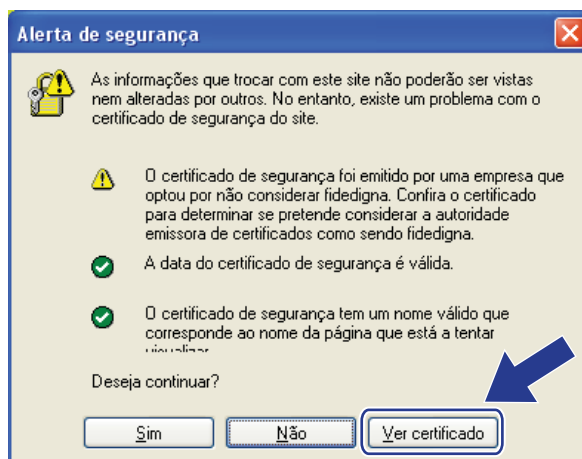 Alerta de segurança
As informações que trocar com este site não poderão ser vistas
nem alteradas por outros. No entanto, existe um problema com o
certificado de segurança do site.
O certificado de segurança foi emitido por uma empresa que
optou por não considerar fidedigna. Confira o certificado
para determinar se pretende considerar a autoridade
emissora de certificados como sendo fidedigna.
A data do certificado de segurança é válida.
O certificado de segurança tem um nome válido que
corresponde ao nome da página que está a tentar
visualizar
Deseja continuar?
Sim
Não
Ver certificado